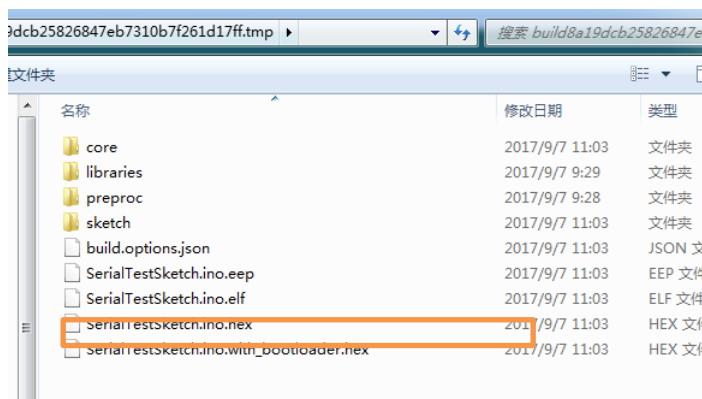 9dcb25826847eb7310b7f261d17ff.tmp 搜索 build8a19dcb25826847e
文件夹
名称 修改日期 类型
core 2017/9/7 11:03 文件夹
libraries 2017/9/7 9:29 文件夹
preproc 2017/9/7 9:28 文件夹
sketch 2017/9/7 11:03 文件夹
build.options.json 2017/9/7 11:03 JSON 文
SerialTestSketch.ino.eep 2017/9/7 11:03 EEP 文件
SerialTestSketch.ino.elf 2017/9/7 11:03 ELF 文件
SerialTestSketch.ino.hex 2017/9/7 11:03 HEX 文件
SerialTestSketch.ino.with_bootloader.hex 2017/9/7 11:03 HEX 文件